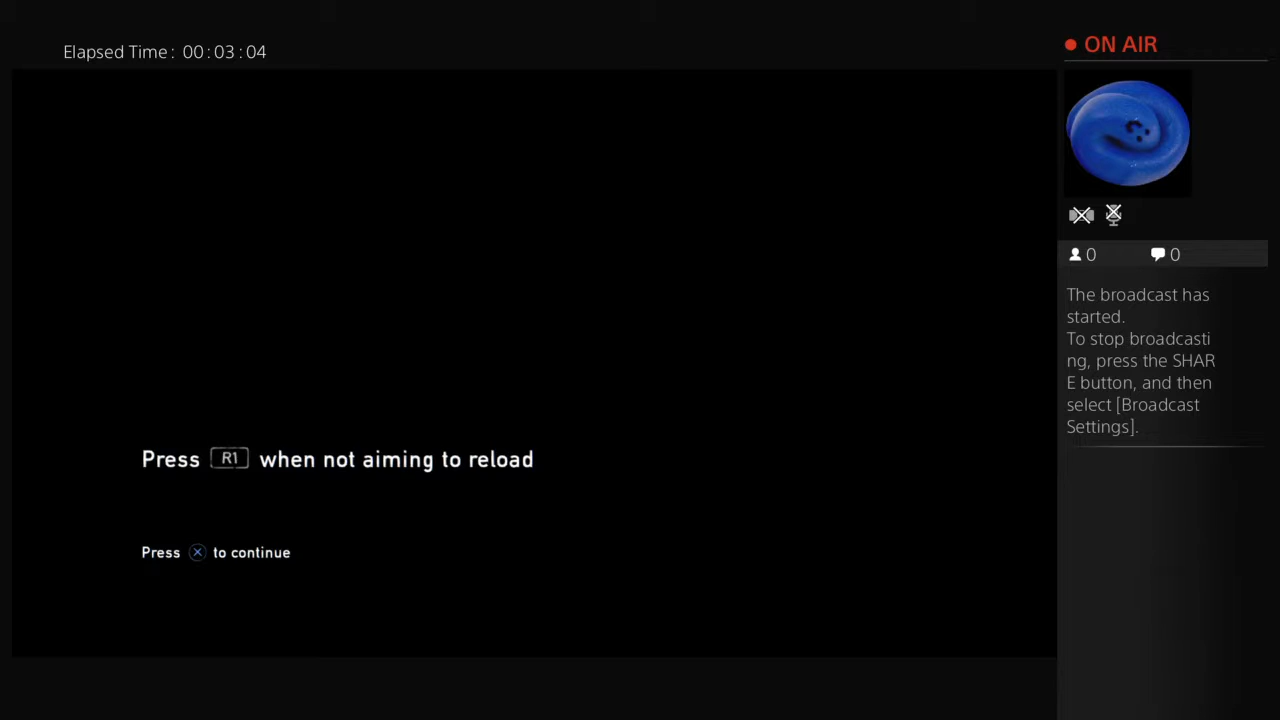 Elapsed Time: 00:03:04
ON AIR
0 0
The broadcast has
started.
To stop broadcasti
ng, press the SHAR
E button, and then
select [Broadcast
Settings].
Press R1 when not aiming to reload
Press X to continue